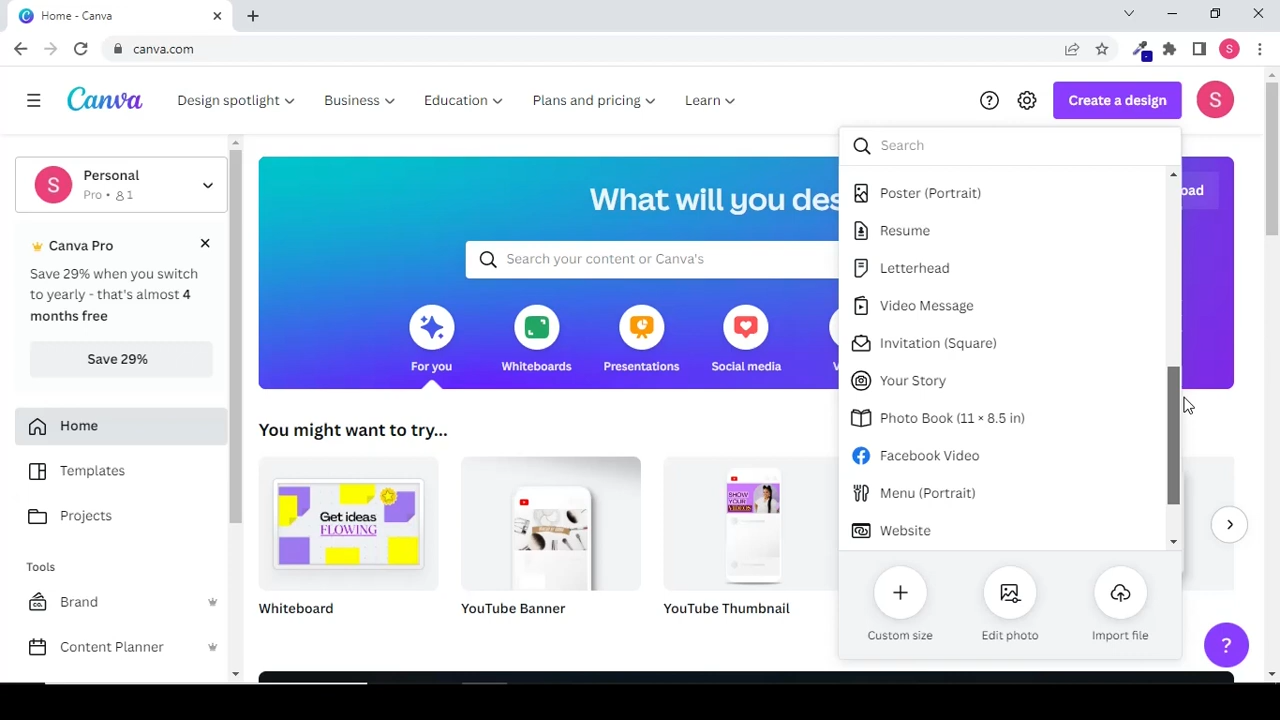 Home - Canva
canva.com
S
Canva
Design spotlight
Business
Education
Plans and pricing
Learn
Create a design
S
S
Personal
Pro • 1
Canva Pro
Save 29% when you switch
to yearly - that's almost 4
months free
Save 29%
Home
Templates
Projects
Tools
Brand
Content Planner
What will you des
oad
Search your content or Canva's
For you
Whiteboards
Presentations
Social media
V
You might want to try...
Get ideas
FLOWING
SHOW
YOUR
VIDEOS
Whiteboard
YouTube Banner
YouTube Thumbnail
Search
Poster (Portrait)
Resume
Letterhead
Video Message
Invitation (Square)
Your Story
Photo Book (11 × 8.5 in)
Facebook Video
Menu (Portrait)
Website
Custom size
Edit photo
Import file
?